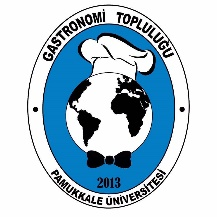 GASTRONOMİ TOPLULUĞU
2013
PAMUKKALE ÜNİVERSİTESİ